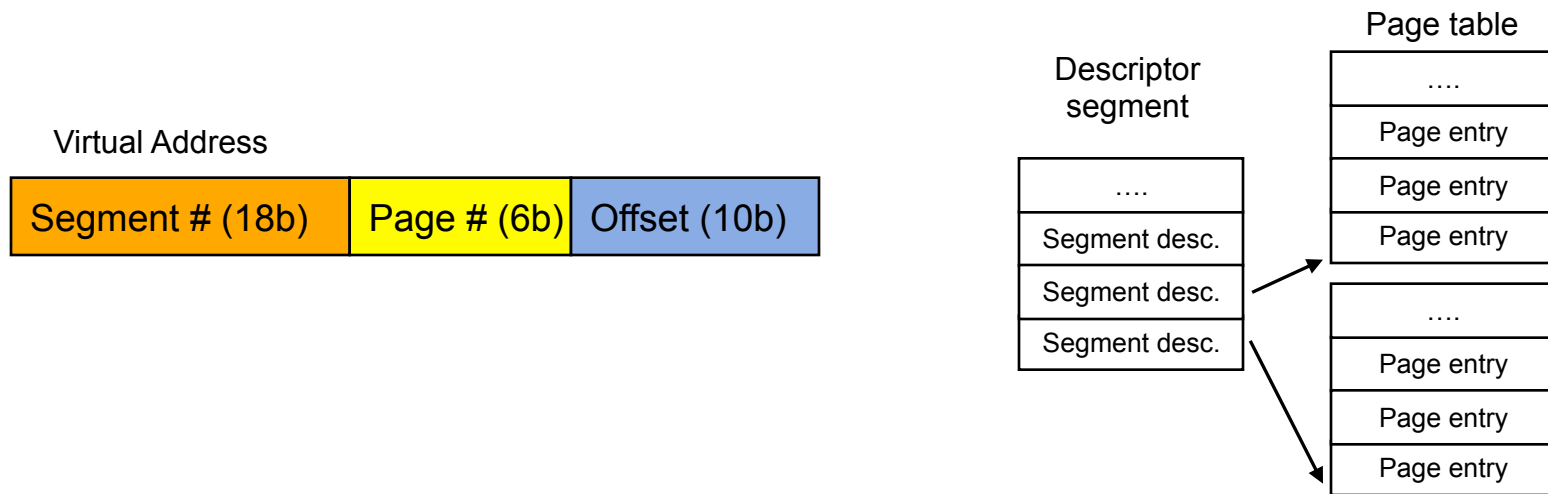 Virtual Address
Segment # (18b)
Page # (6b)
Offset (10b)
Descriptor
segment
….
Segment desc.
Segment desc.
Segment desc.
Page table
….
Page entry
Page entry
Page entry
….
Page entry
Page entry
Page entry